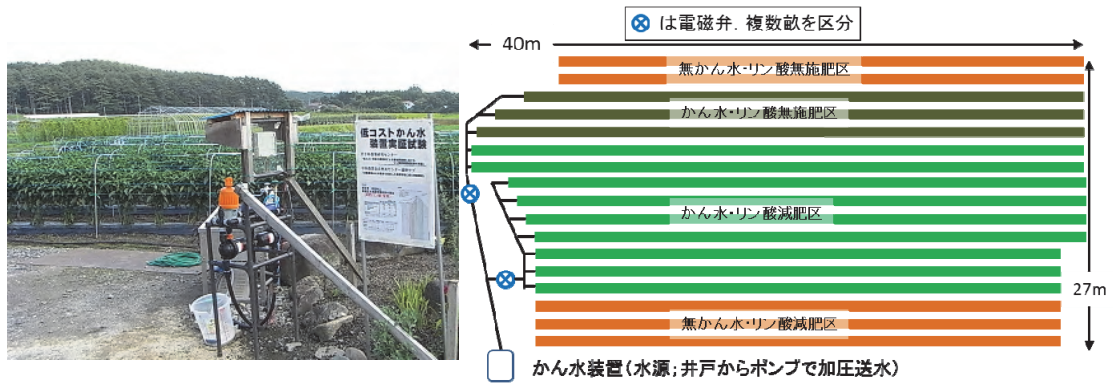 ⊗は電磁弁．複数畝を区分
40m
無かん水・リン酸無施肥区
かん水・リン酸無施肥区
かん水・リン酸減肥区
無かん水・リン酸減肥区
27m
かん水装置（水源；井戸からポンプで加圧送水）
低コストかん水
装置実証試験